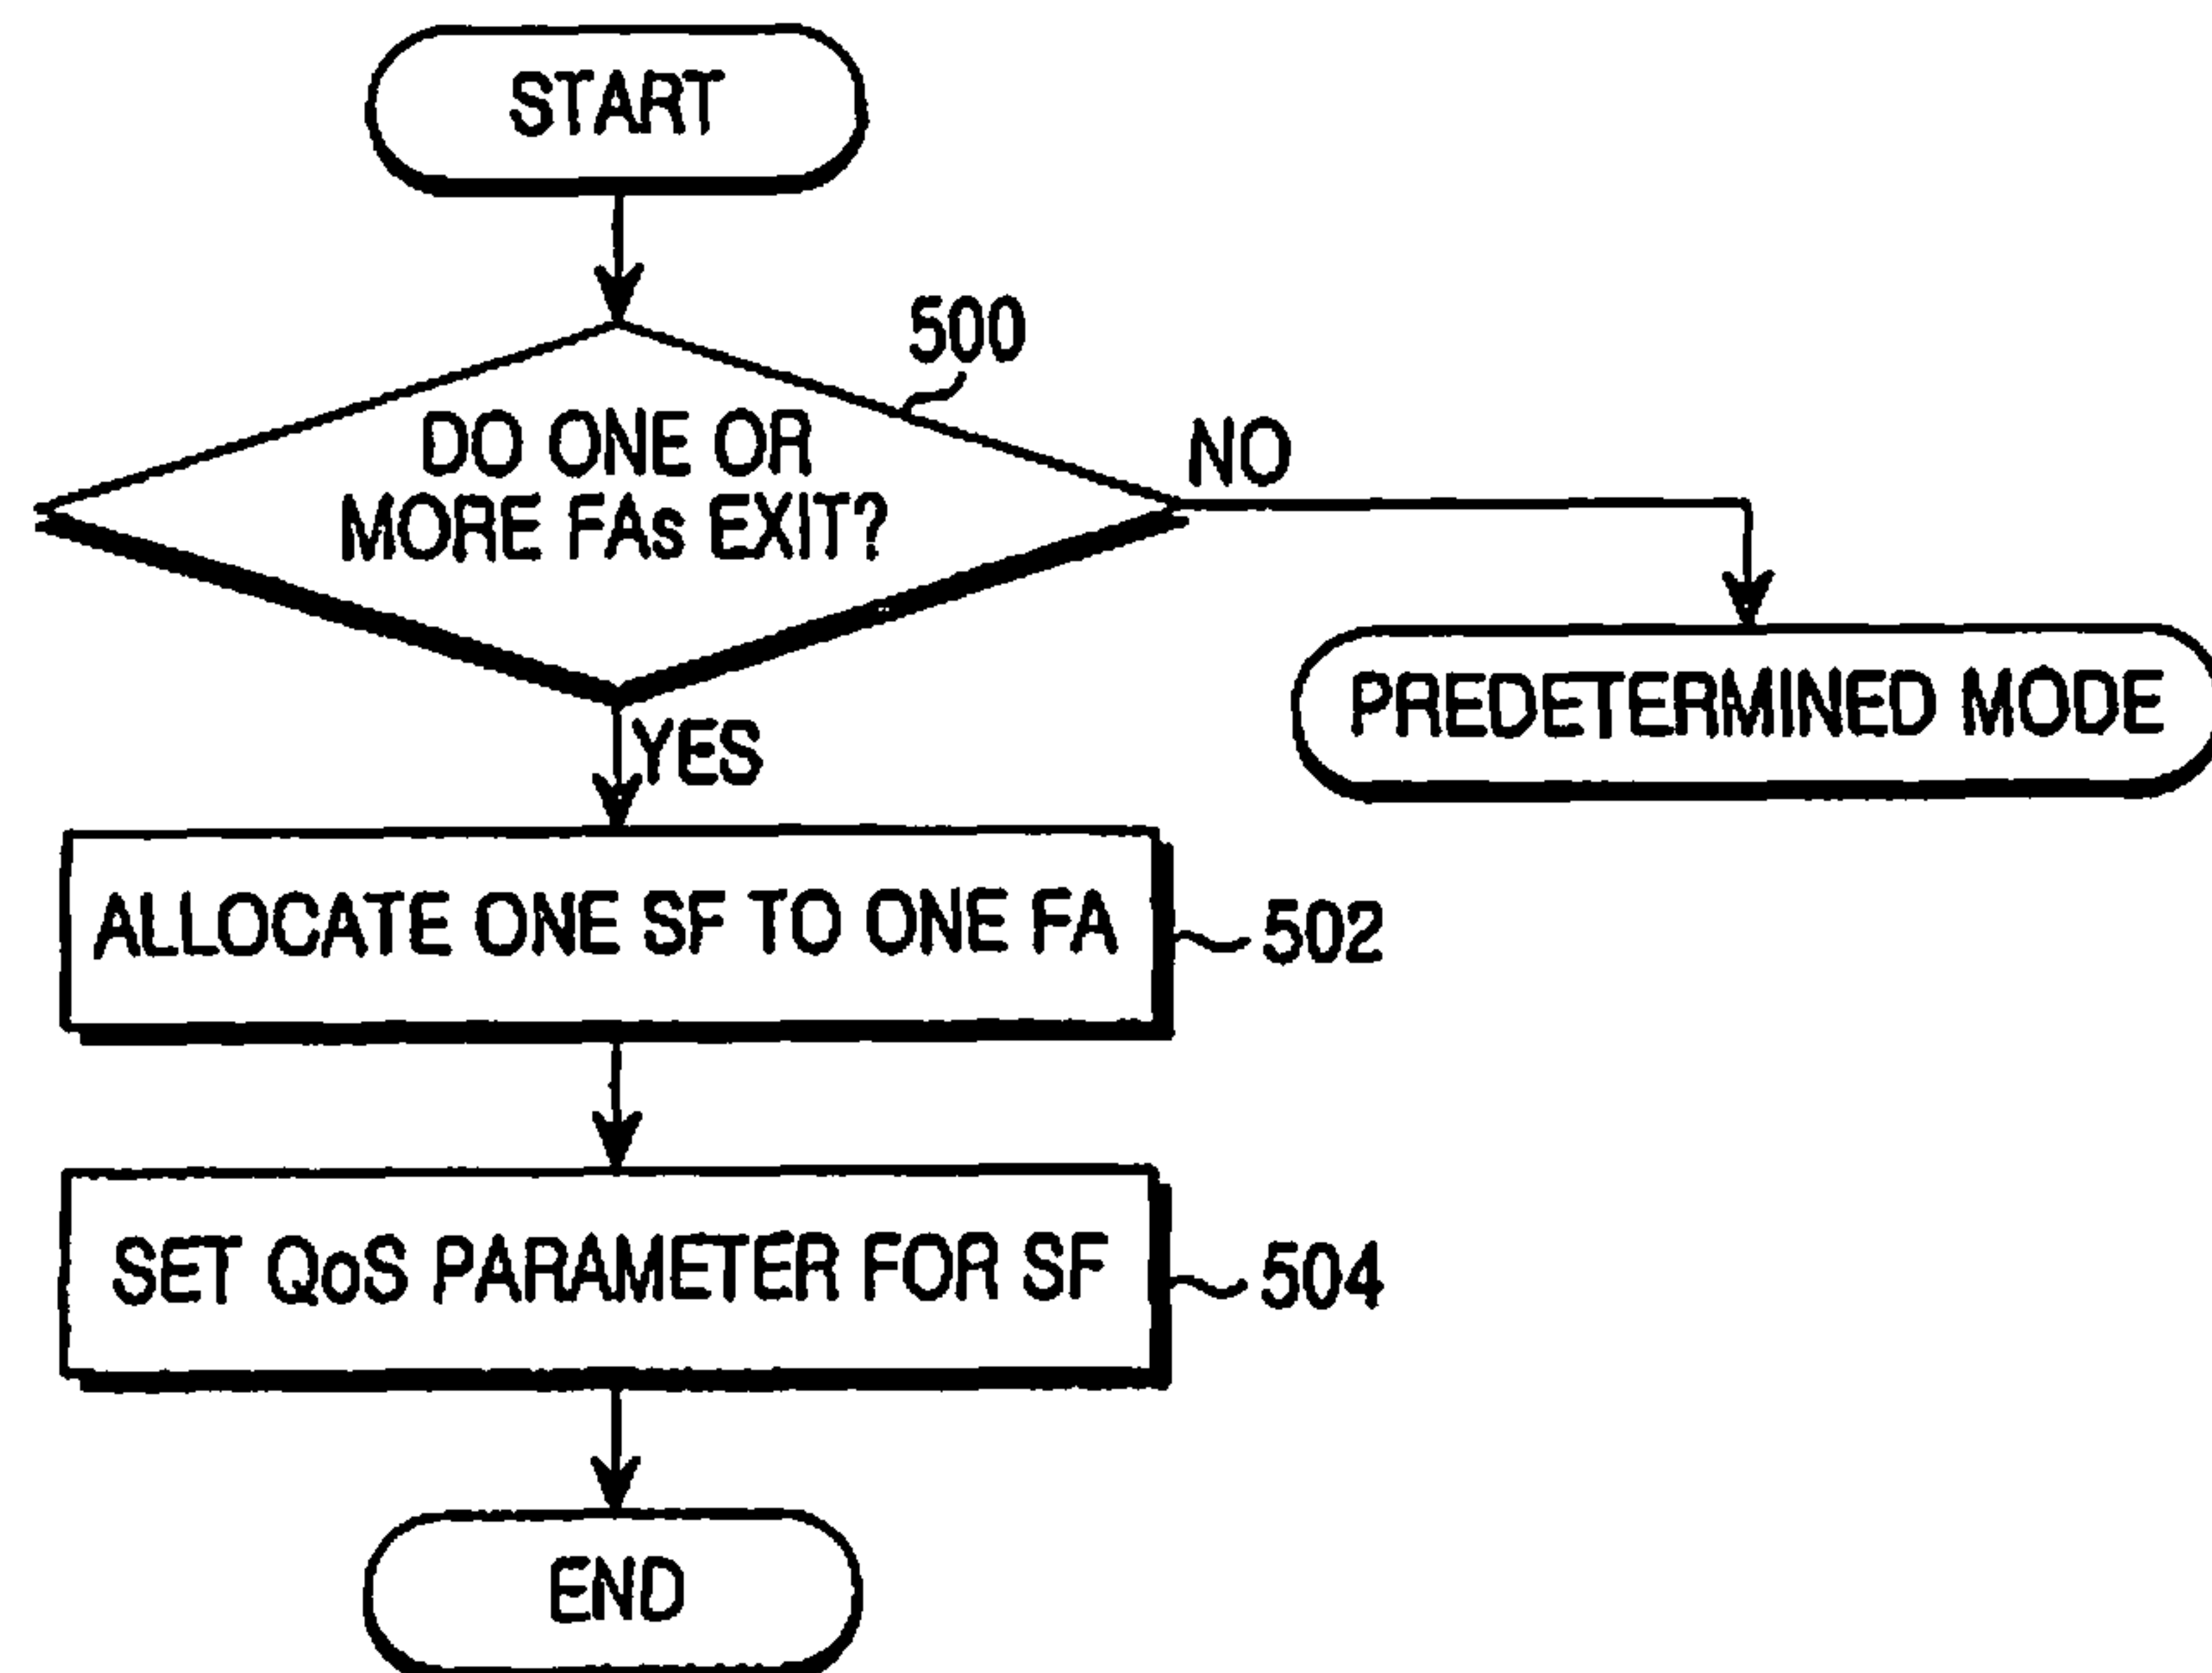 START
500
DO ONE OR
MORE FAs EXIT?
NO
PREDETERMINED MODE
YES
ALLOCATE ONE SF TO ONE FA
502
SET QoS PARAMETER FOR SF
504
END